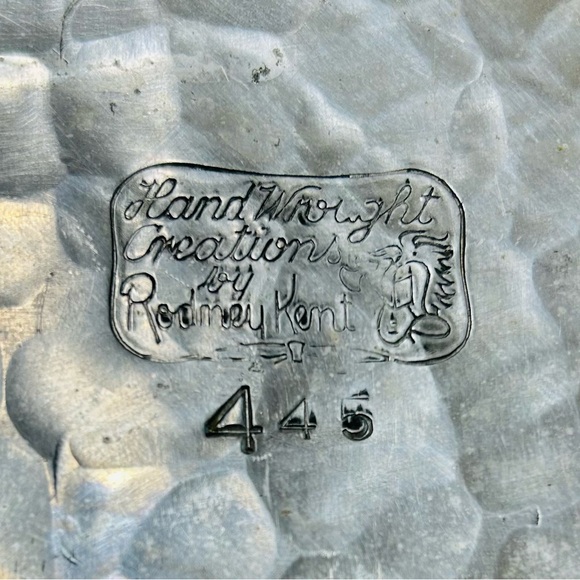 Hand Wrought
Creations
by
Rodney Kent
445